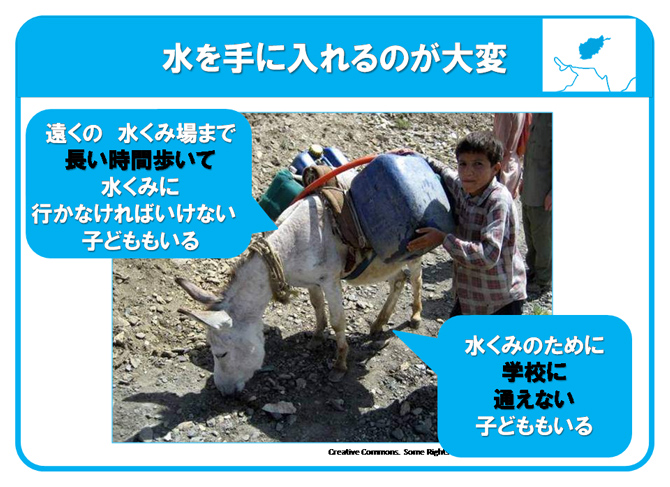 水を手に入れるのが大変
遠くの　水くみ場まで
長い時間歩いて
水くみに
行かなければいけない
子どももいる
水くみのために
学校に
通えない
子どももいる
Creative Commons. Some Rights